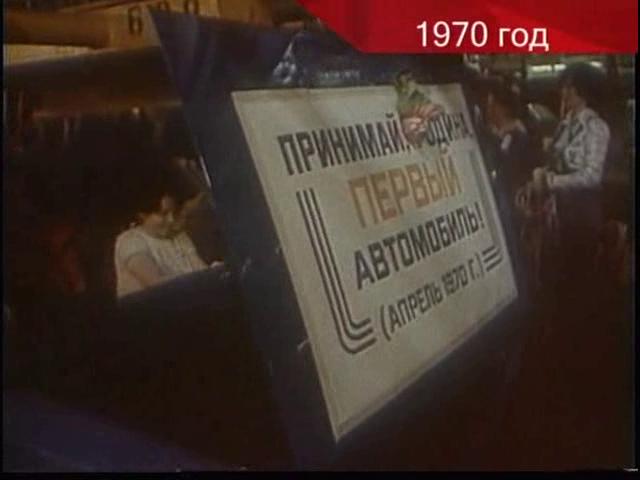 1970 год
ПРИНИМАЙ, РОДИНА
ПЕРВЫЙ
АВТОМОБИЛЬ!
(АПРЕЛЬ 1970 Г.)